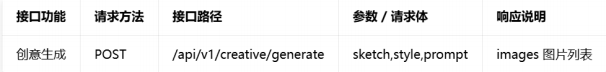 接口功能 请求方法 接口路径 参数 / 请求体 响应说明
创意生成 POST /api/v1/creative/generate sketch,style,prompt images 图片列表